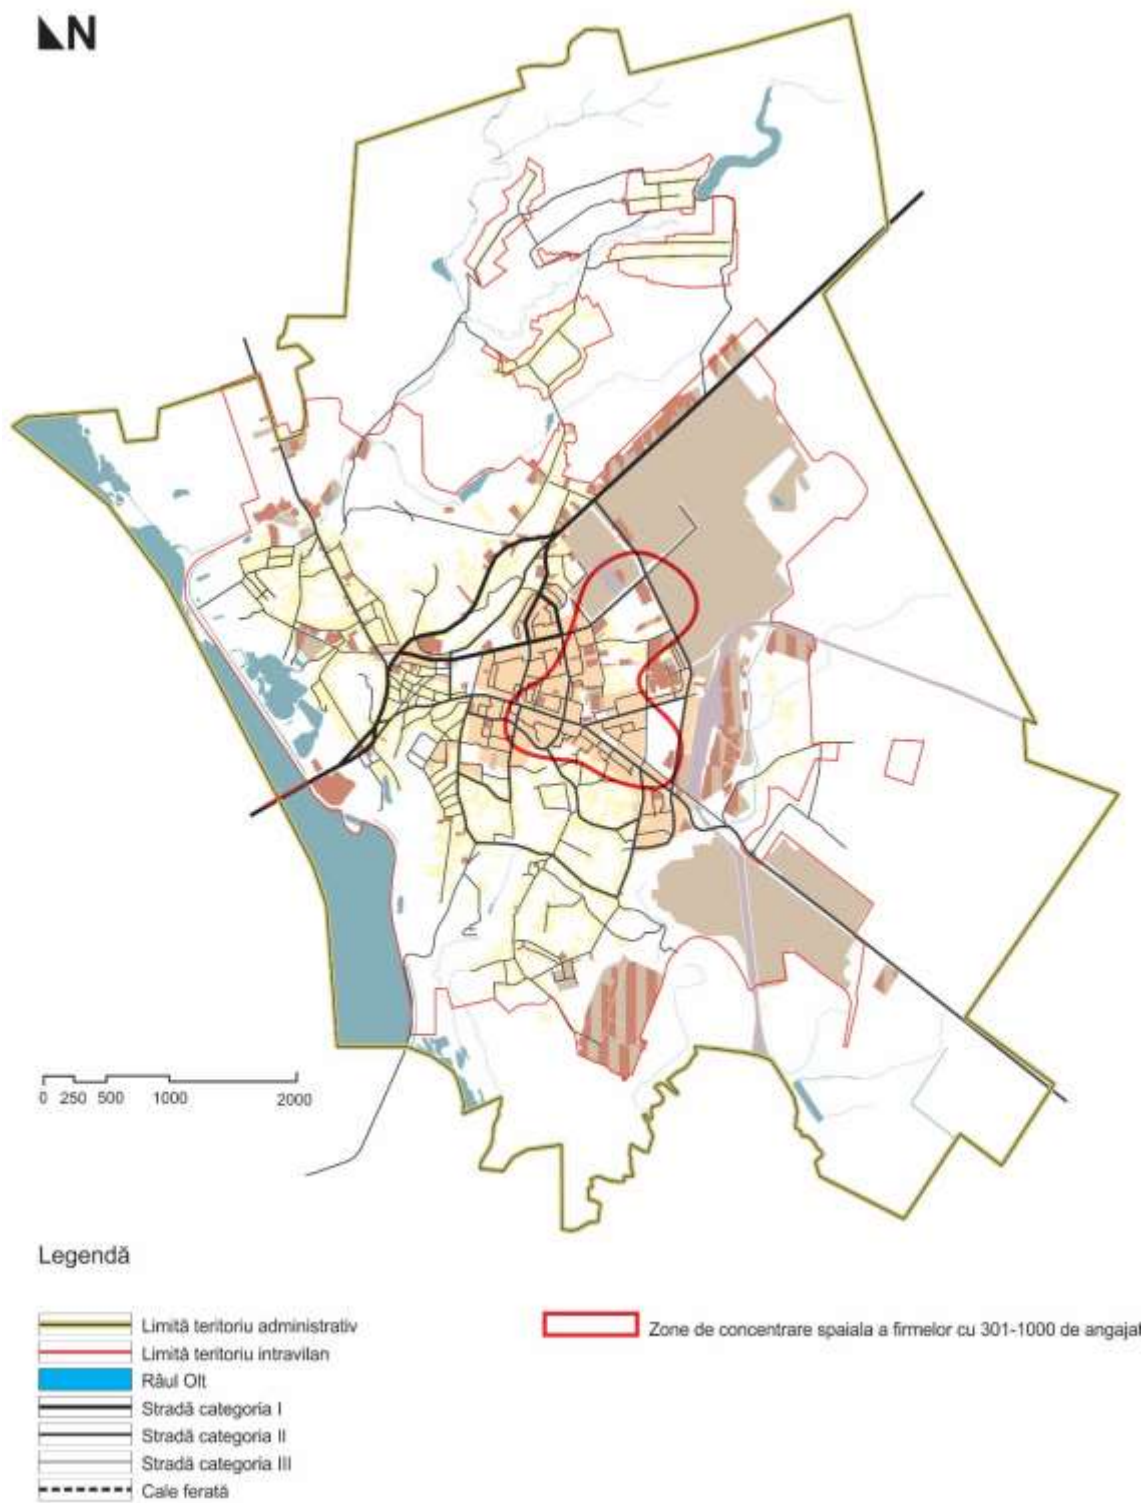 N
0 250 500 1000 2000
Legendă
Limită teritoriu administrativ
Limită teritoriu intravilan
Râul Olt
Stradă categoria I
Stradă categoria II
Stradă categoria III
Cale ferată
Zone de concentrare spaiala a firmelor cu 301-1000 de angajat